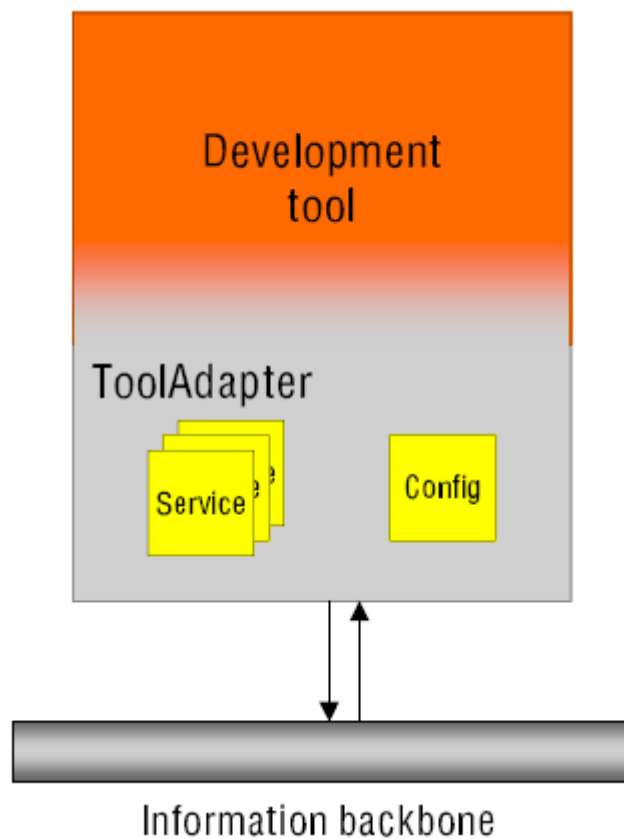 Development
tool
ToolAdapter
Service
Config
Information backbone